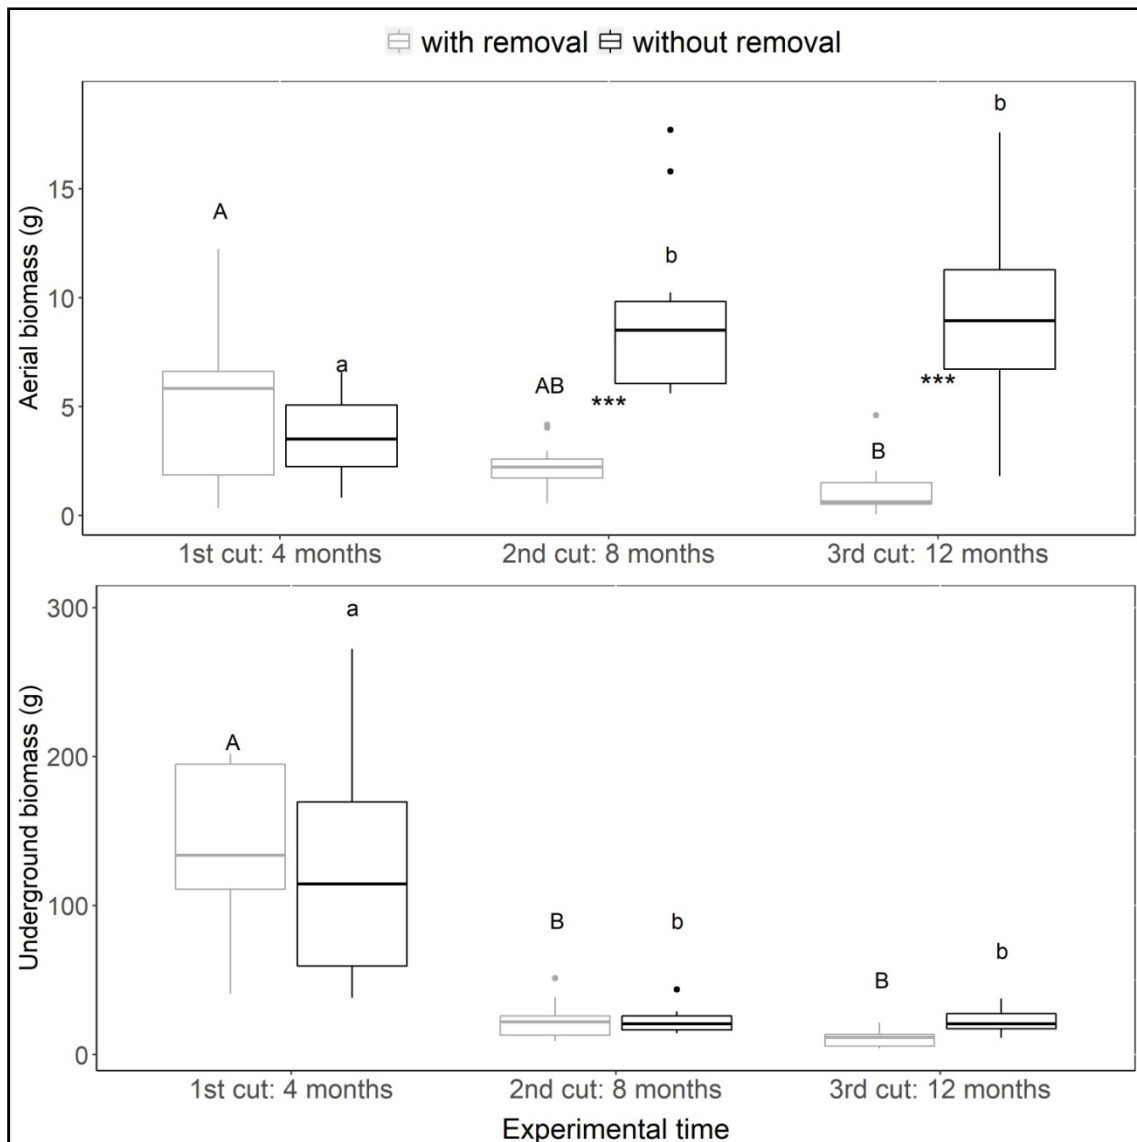 with removal without removal
Aerial biomass (g)
15
10
5
0
A
a
AB
***
b
B
***
b
1st cut: 4 months 2nd cut: 8 months 3rd cut: 12 months
Underground biomass (g)
300
200
100
0
A
a
B
b
B
b
1st cut: 4 months 2nd cut: 8 months 3rd cut: 12 months
Experimental time